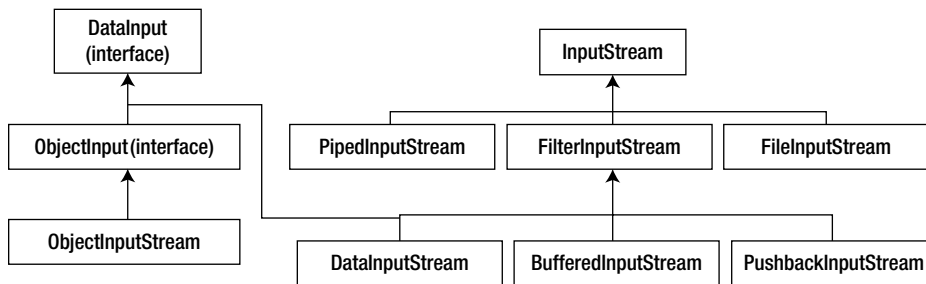 DataInput
(interface)
InputStream
ObjectInput (interface)
PipedInputStream
FilterInputStream
FileInputStream
ObjectInputStream
DataInputStream
BufferedInputStream
PushbackInputStream